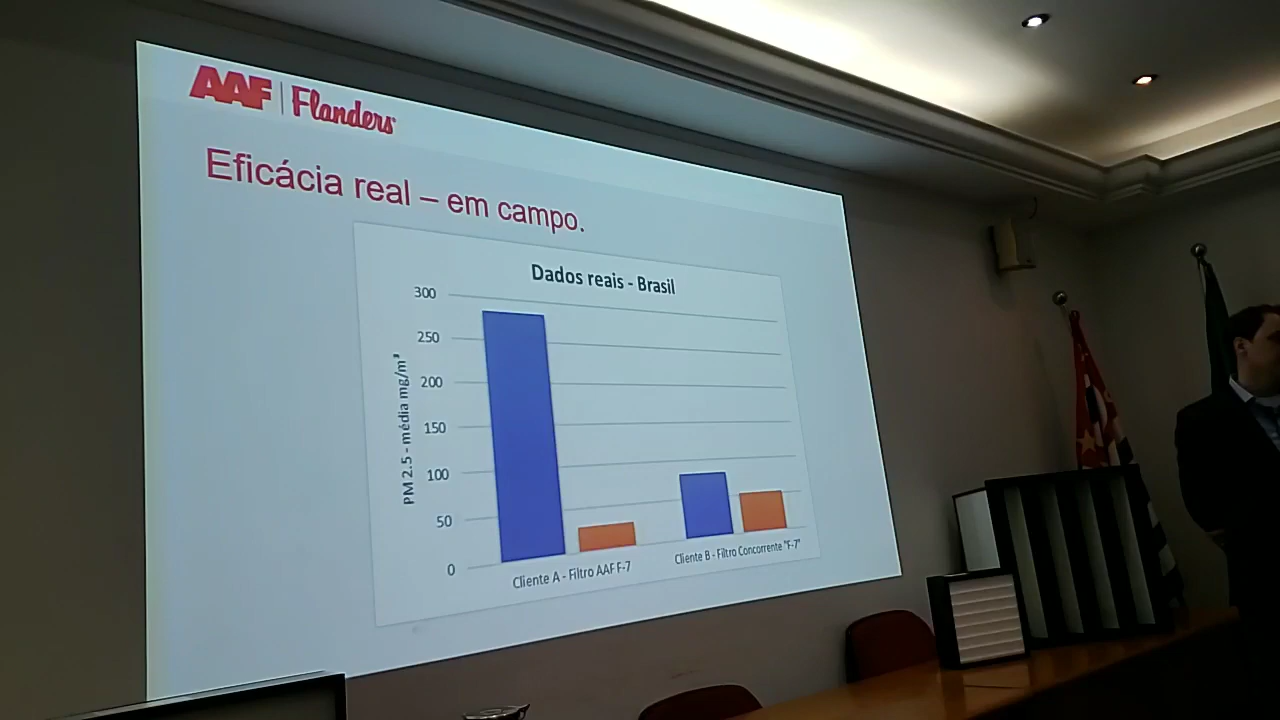 AAF | Flanders®
Eficácia real – em campo.
Dados reais - Brasil
PM 2.5 - média mg/m³
300
250
200
150
100
50
0
Cliente A - Filtro AAF F-7
Cliente B - Filtro Concorrente "F-7"